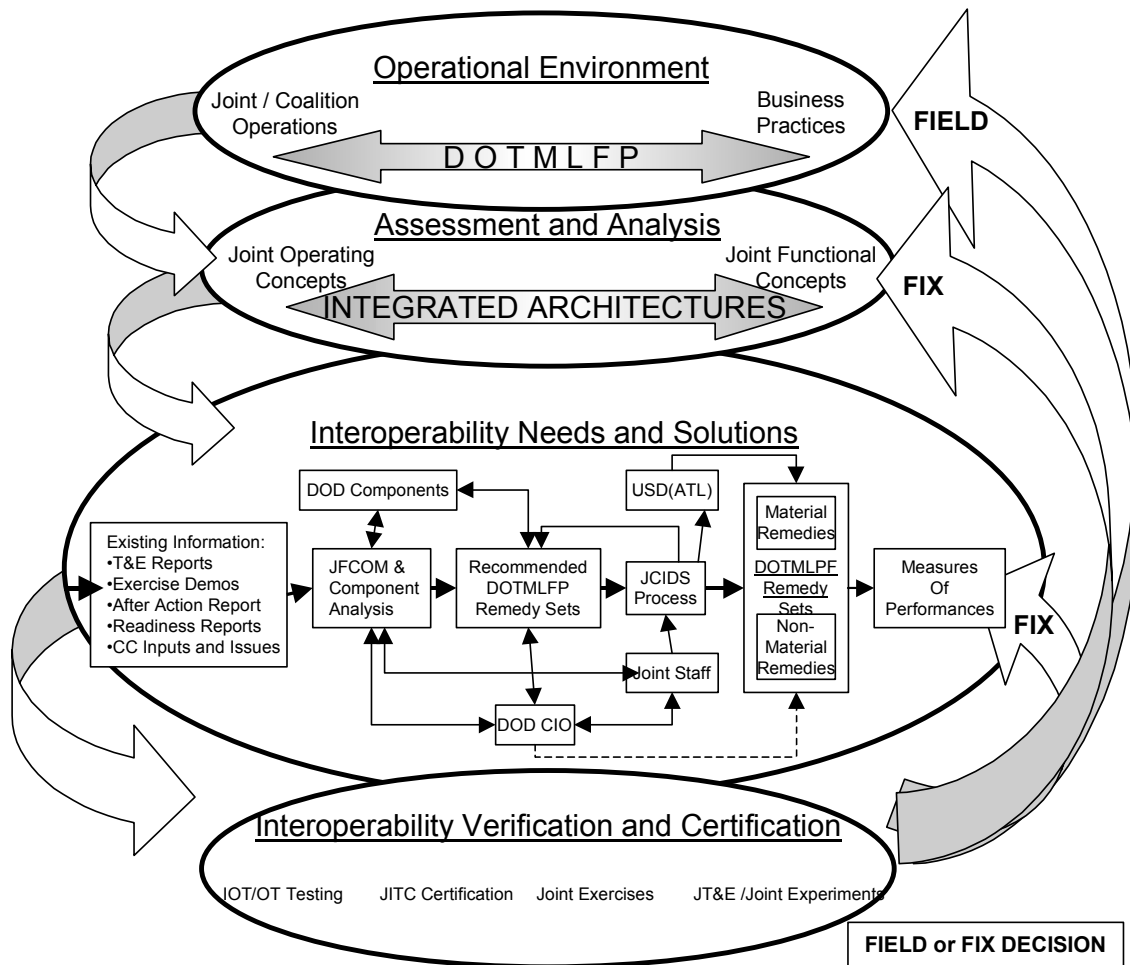 Operational Environment
Joint / Coalition
Operations
Business
Practices
D O T M L F P
FIELD
Assessment and Analysis
Joint Operating
Concepts
Joint Functional
Concepts
INTEGRATED ARCHITECTURES
FIX
Interoperability Needs and Solutions
DOD Components
USD(ATL)
Existing Information:
•T&E Reports
•Exercise Demos
•After Action Report
•Readiness Reports
•CC Inputs and Issues
JFCOM &
Component
Analysis
Recommended
DOTMLFP
Remedy Sets
JCIDS
Process
Material
Remedies
DOTMLPF
Remedy
Sets
Non-
Material
Remedies
Measures
Of
Performances
FIX
Joint Staff
DOD CIO
Interoperability Verification and Certification
IOT/OT Testing
JITC Certification
Joint Exercises
JT&E /Joint Experiments
FIELD or FIX DECISION